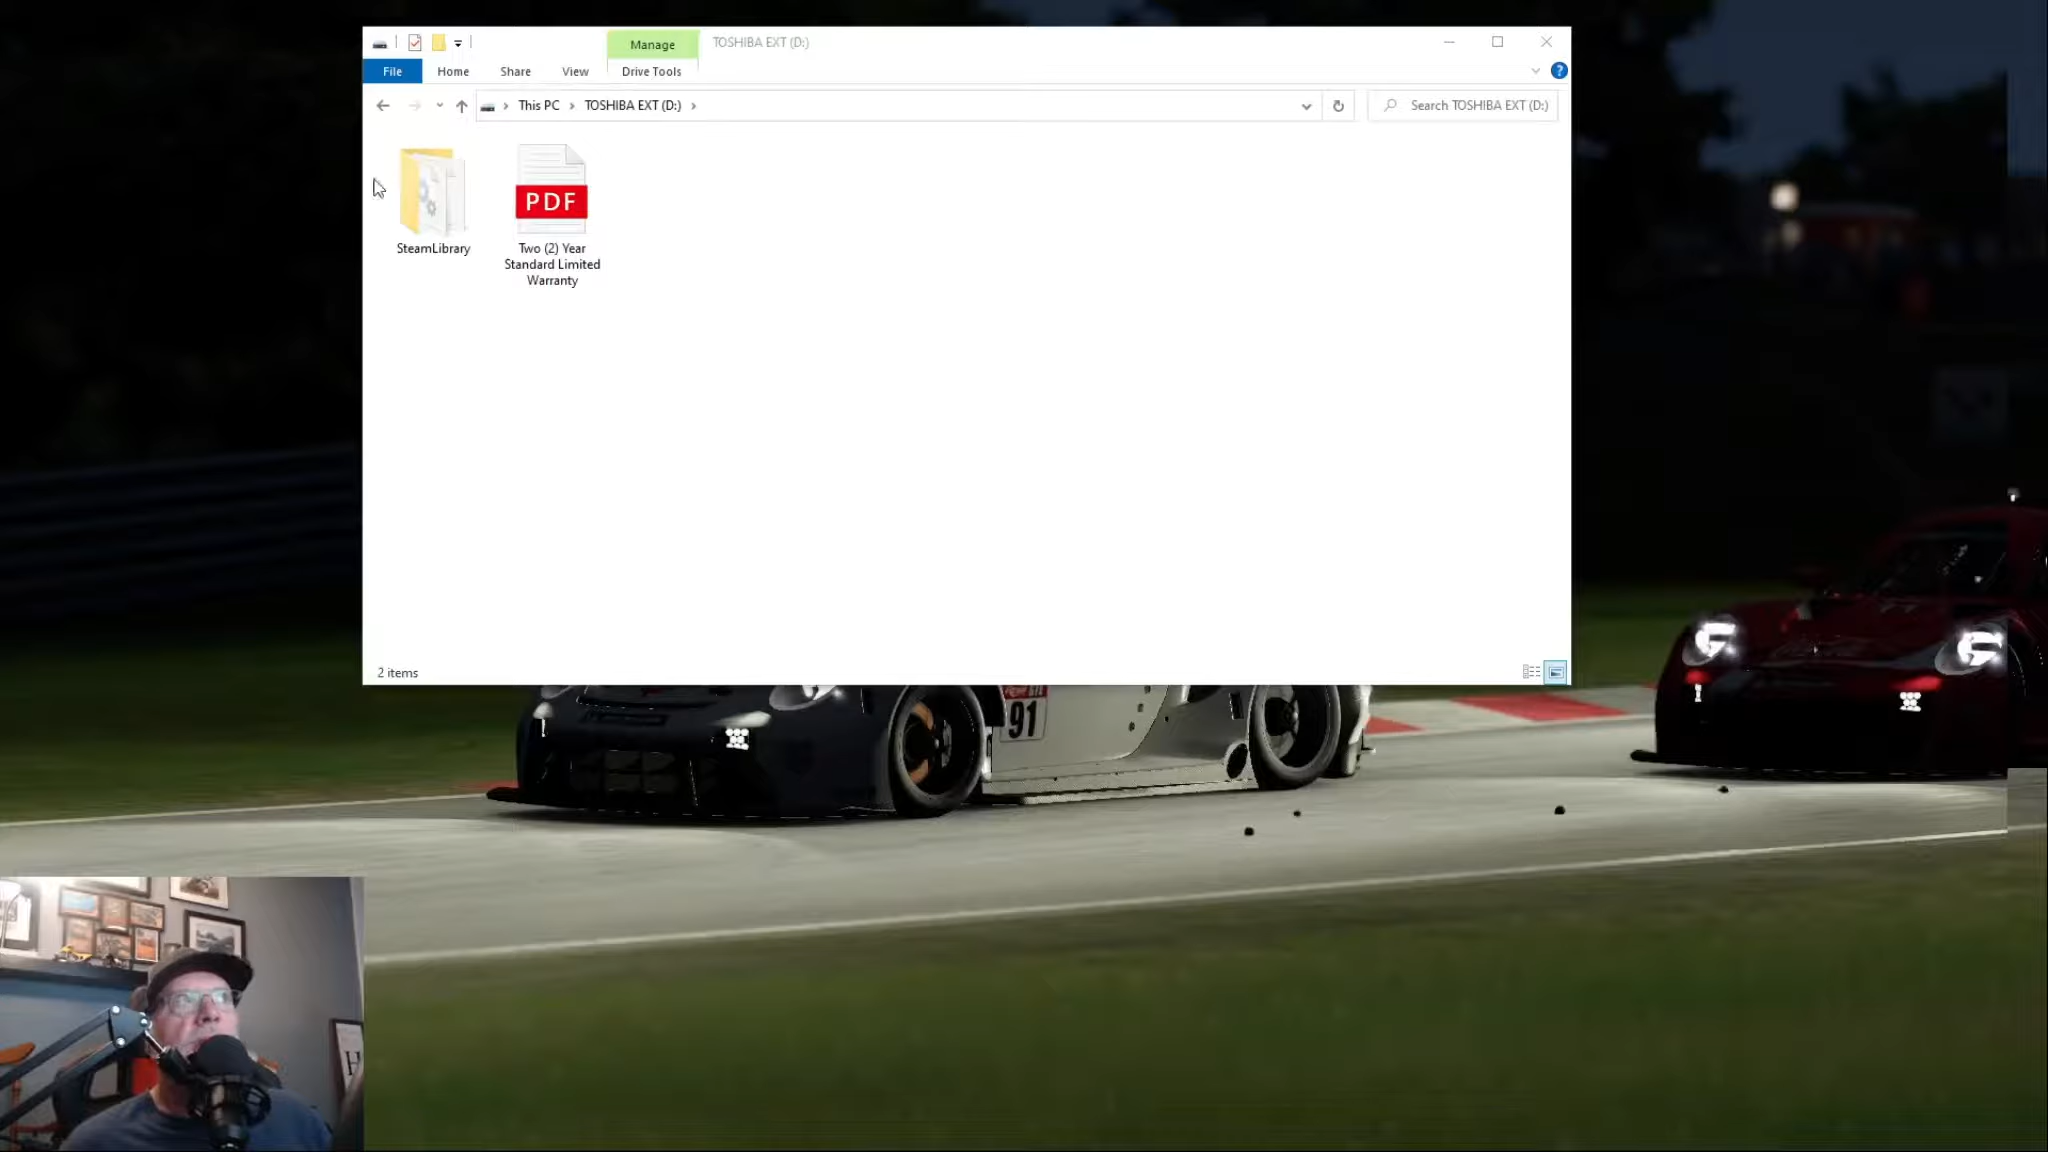 Manage
TOSHIBA EXT (D:)
File
Home
Share
View
Drive Tools
?
This PC
TOSHIBA EXT (D:)
Search TOSHIBA EXT (D:)
PDF
SteamLibrary
Two (2) Year
Standard Limited
Warranty
2 items
91
H